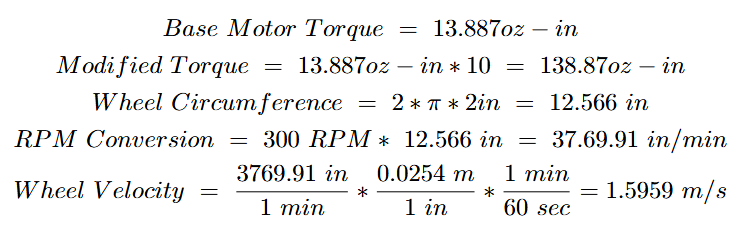 Base Motor Torque = 13.887oz − in
Modified Torque = 13.887oz − in ∗ 10 = 138.87oz − in
Wheel Circumference = 2 ∗ π ∗ 2in = 12.566 in
RPM Conversion = 300 RPM ∗ 12.566 in = 37.69.91 in/min
Wheel Velocity = 3769.91 in / 1 min ∗ 0.0254 m / 1 in ∗ 1 min / 60 sec = 1.5959 m/s